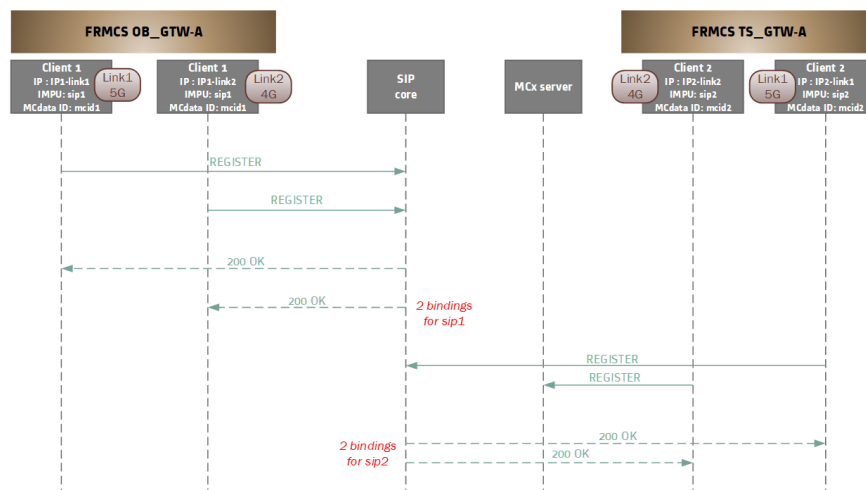 FRMCS OB_GTW-A
FRMCS TS_GTW-A
Client 1
IP : IP1-link1
IMPU: sip1
MCdata ID: mcid1
Link1
5G
Client 1
IP : IP1-link2
IMPU: sip1
MCdata ID: mcid1
Link2
4G
SIP
core
MCx server
Link2
4G
Client 2
IP : IP2-link2
IMPU: sip2
MCdata ID: mcid2
Link1
5G
Client 2
IP : IP2-link1
IMPU: sip2
MCdata ID: mcid2
REGISTER
REGISTER
200 OK
200 OK
2 bindings
for sip1
REGISTER
REGISTER
2 bindings
for sip2
200 OK
200 OK